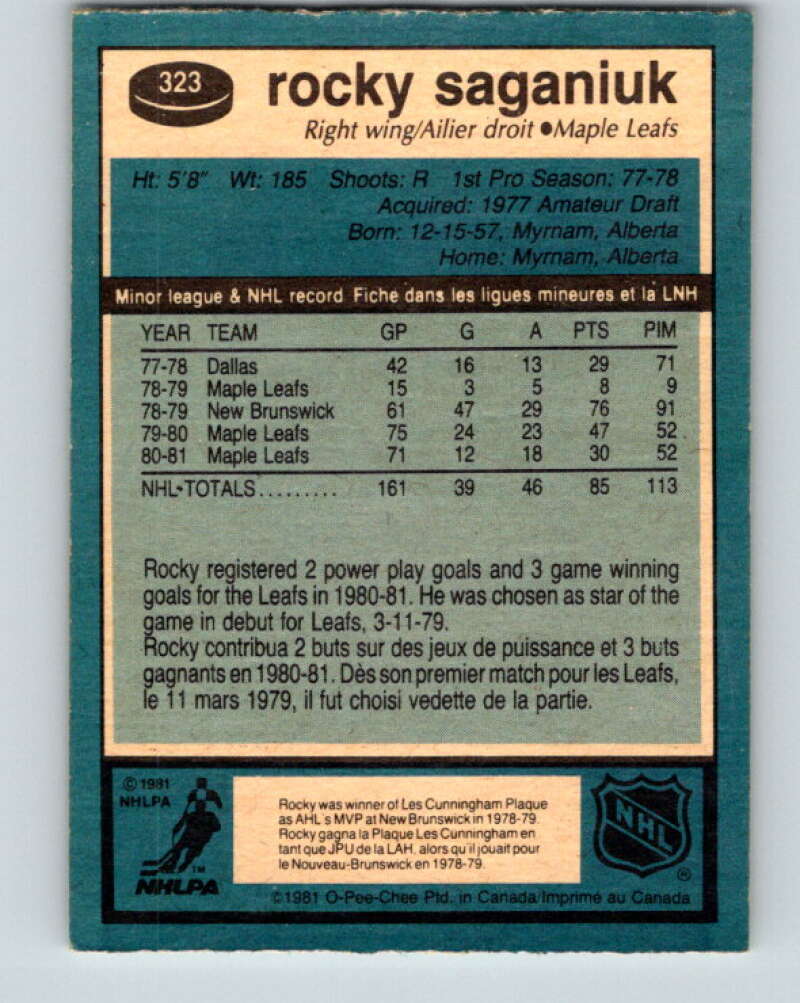 323
rocky saganiuk
Right wing/Ailier droit ●Maple Leafs
Ht: 5'8" Wt: 185 Shoots: R 1st Pro Season: 77-78
Acquired: 1977 Amateur Draft
Born: 12-15-57, Myrnam, Alberta
Home: Myrnam, Alberta
Minor league & NHL record Fiche dans les ligues mineures et la LNH
YEAR TEAM GP G A PTS PIM
77-78 Dallas 42 16 13 29 71
78-79 Maple Leafs 15 3 5 8 9
78-79 New Brunswick 61 47 29 76 91
79-80 Maple Leafs 75 24 23 47 52
80-81 Maple Leafs 71 12 18 30 52
NHL•TOTALS......... 161 39 46 85 113
Rocky registered 2 power play goals and 3 game winning
goals for the Leafs in 1980-81. He was chosen as star of the
game in debut for Leafs, 3-11-79.
Rocky contribua 2 buts sur des jeux de puissance et 3 buts
gagnants en 1980-81. Dès son premier match pour les Leafs,
le 11 mars 1979, il fut choisi vedette de la partie.
© 1981
NHLPA
TM
NHLPA
Rocky was winner of Les Cunningham Plaque
as AHL's MVP at New Brunswick in 1978-79.
Rocky gagna la Plaque Les Cunningham en
tant que JPU de la LAH, alors qu'il jouait pour
le Nouveau-Brunswick en 1978-79.
NHL
®
©1981 O-Pee-Chee Ptd. in Canada/Imprimé au Canada